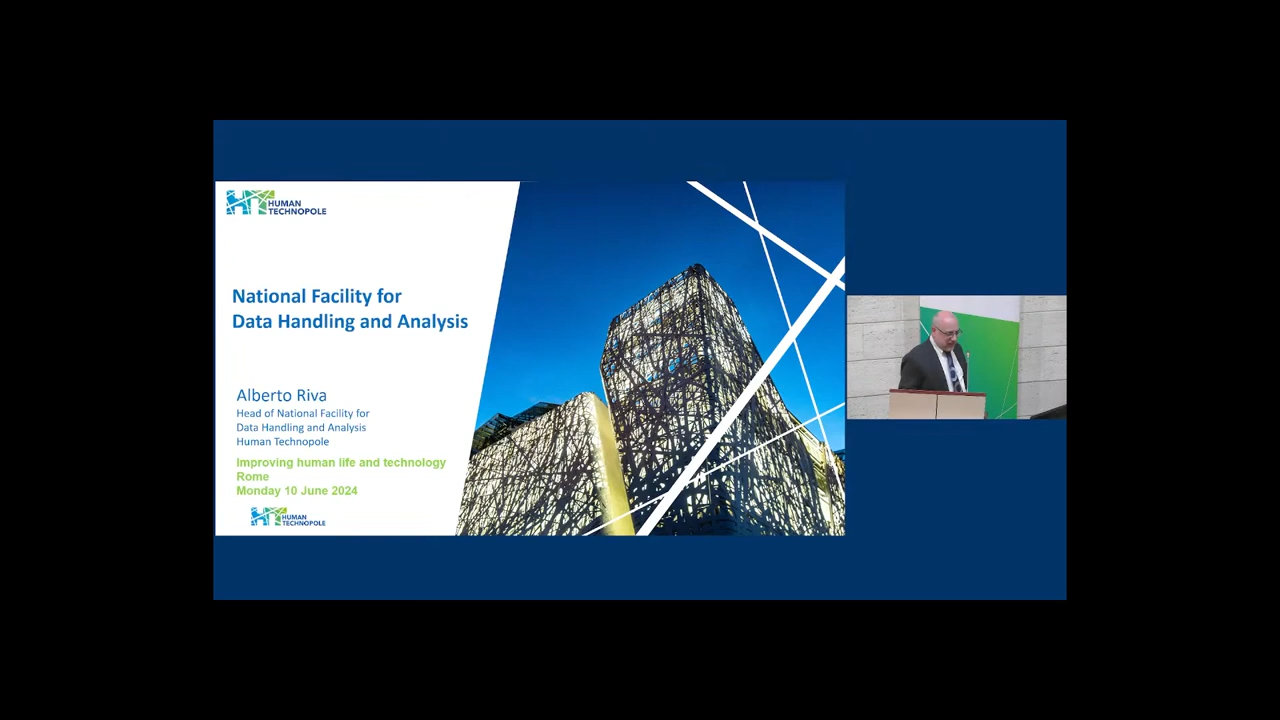 HUMAN
TECHNOPOLE
National Facility for
Data Handling and Analysis
Alberto Riva
Head of National Facility for
Data Handling and Analysis
Human Technopole
Improving human life and technology
Rome
Monday 10 June 2024
HUMAN
TECHNOPOLE